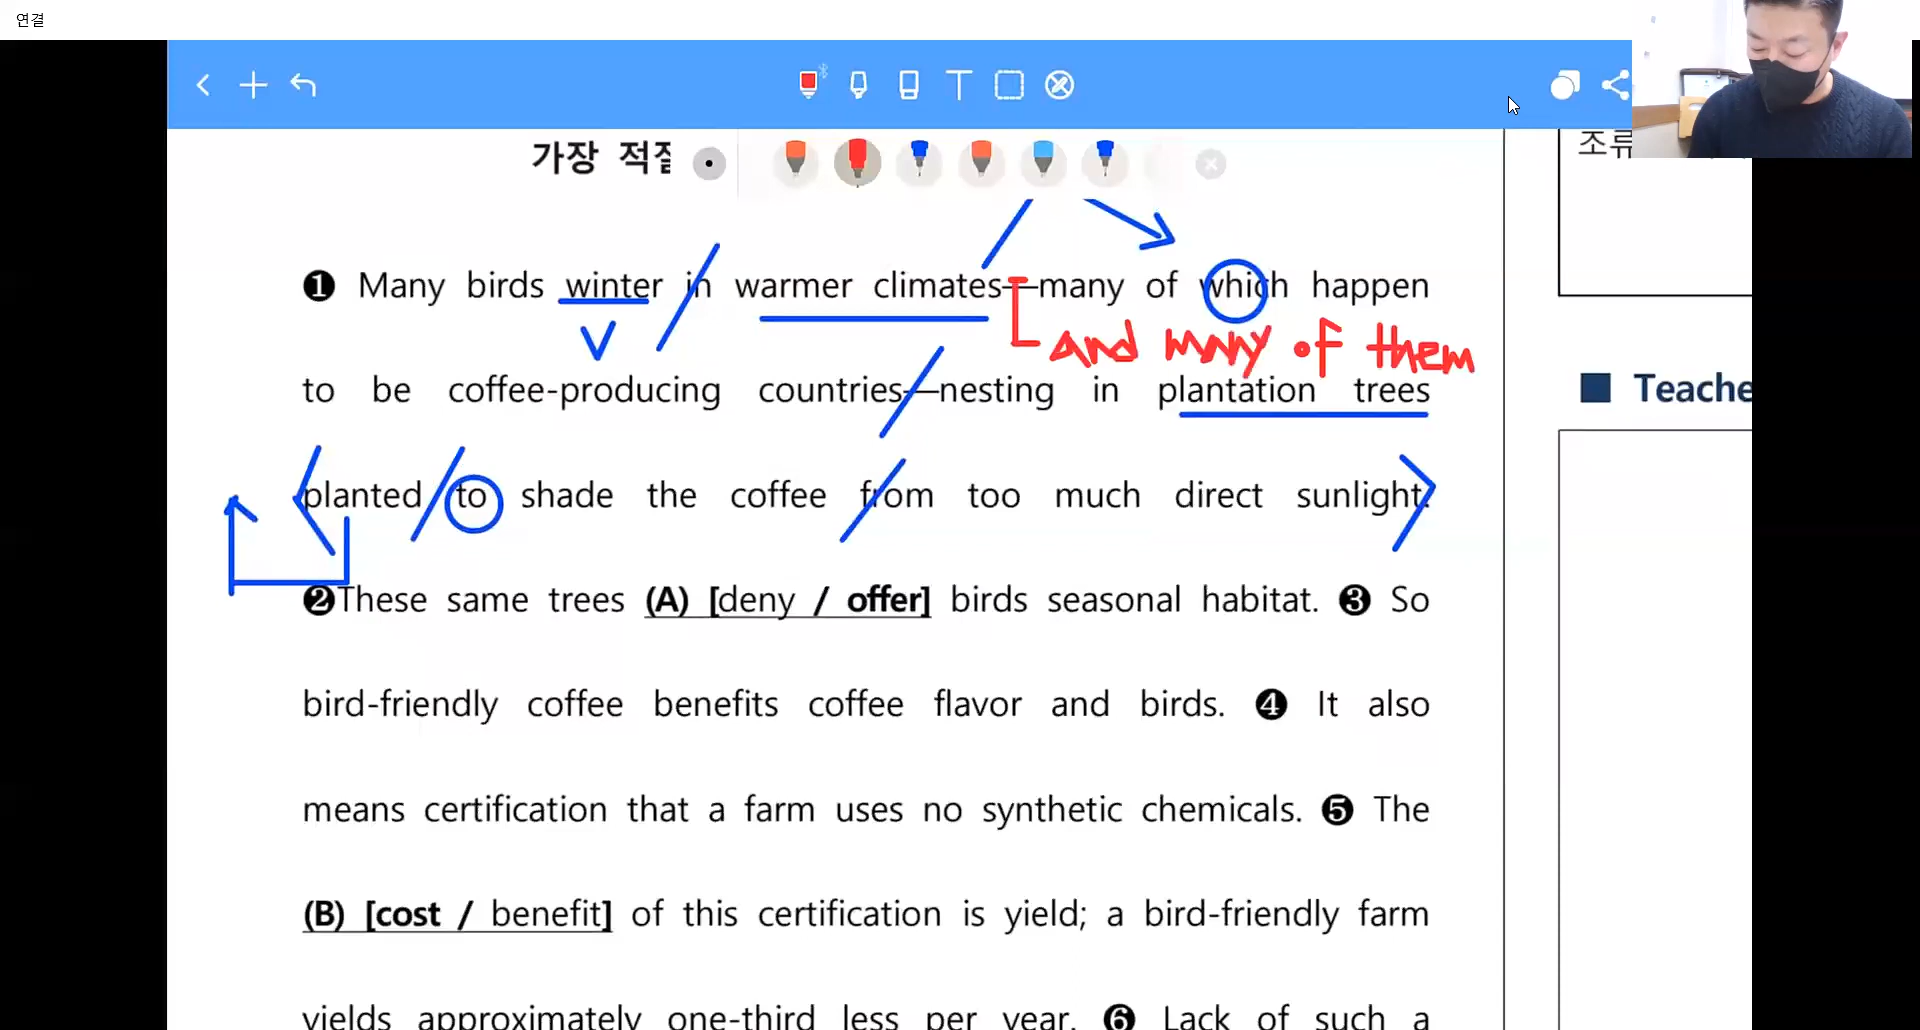 연결
가장 적절
조류
❶ Many birds winter in warmer climates—many of which happen
and many of them
to be coffee-producing countries—nesting in plantation trees
■ Teache
planted to shade the coffee from too much direct sunlight.
❷These same trees (A) [deny / offer] birds seasonal habitat. ❸ So
bird-friendly coffee benefits coffee flavor and birds. ❹ It also
means certification that a farm uses no synthetic chemicals. ❺ The
(B) [cost / benefit] of this certification is yield; a bird-friendly farm
yields approximately one-third less per year. ❻ Lack of such a